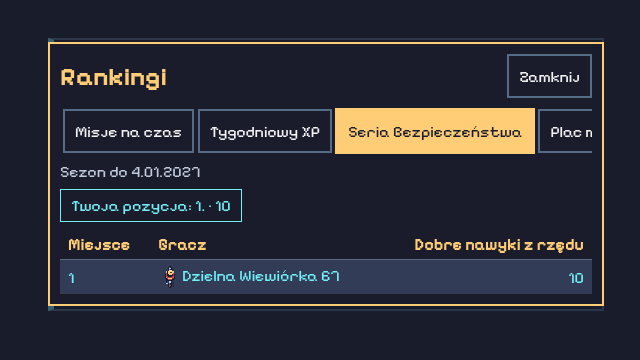 Rankingi
Zamknij
Misje na czas
Tygodniowy XP
Seria Bezpieczeństwa
Plac
Sezon do 4.01.2027
Twoja pozycja: 1. · 10
Miejsce Gracz Dobre nawyki z rzędu
1 Dzielna Wiewiórka 67 10